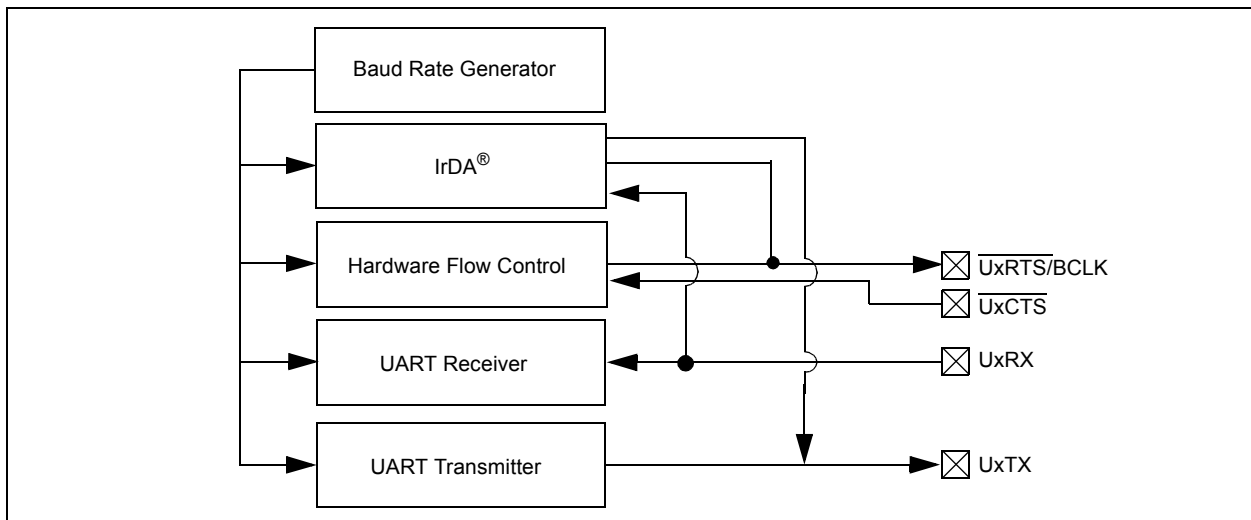 Baud Rate Generator
IrDA®
Hardware Flow Control
UxRTS/BCLK
UxCTS
UART Receiver
UxRX
UART Transmitter
UxTX